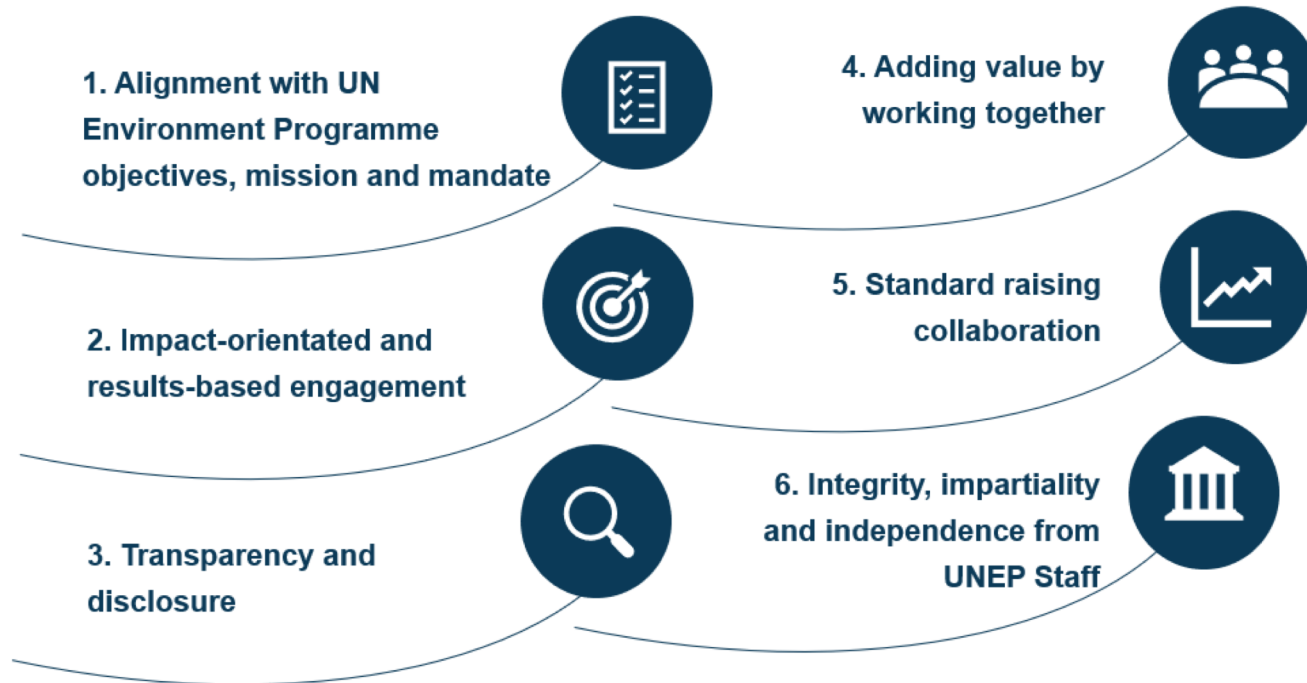 1. Alignment with UN
Environment Programme
objectives, mission and mandate
2. Impact-orientated and
results-based engagement
3. Transparency and
disclosure
4. Adding value by
working together
5. Standard raising
collaboration
6. Integrity, impartiality
and independence from
UNEP Staff